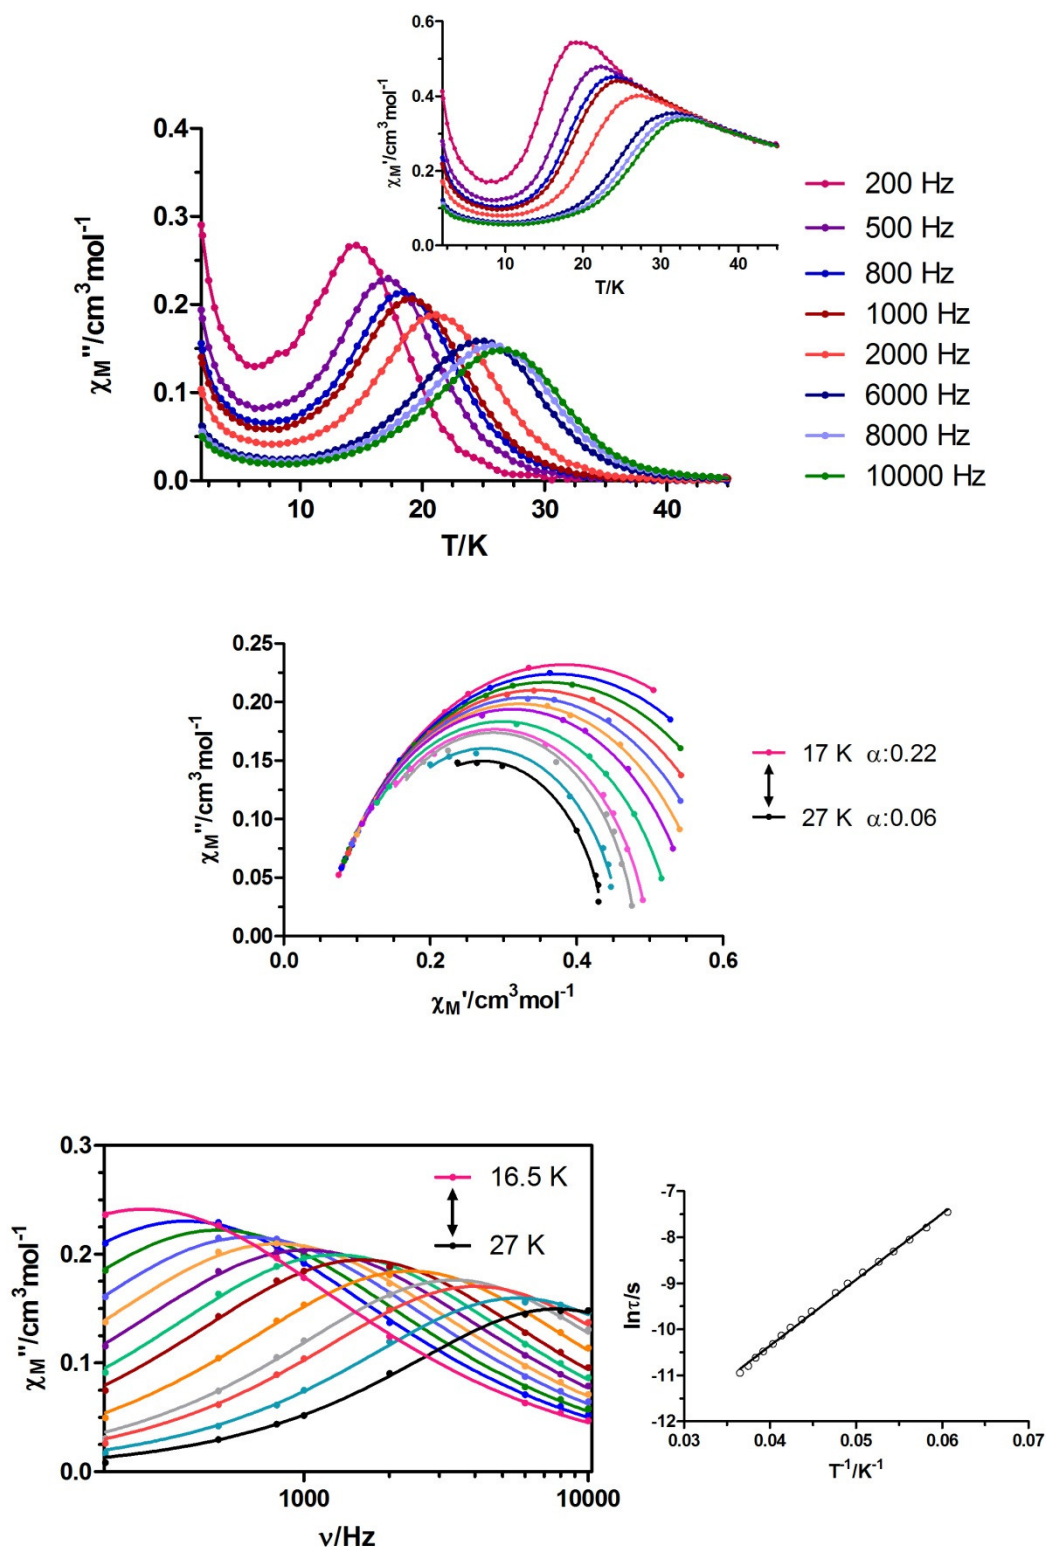 0.6
0.4
0.2
0.0
χM'/cm3mol-1
10 20 30 40
T/K
0.4
0.3
0.2
0.1
0.0
χM''/cm3mol-1
10 20 30 40
T/K
200 Hz
500 Hz
800 Hz
1000 Hz
2000 Hz
6000 Hz
8000 Hz
10000 Hz
0.25
0.20
0.15
0.10
0.05
0.00
χM''/cm3mol-1
0.0 0.2 0.4 0.6
χM'/cm3mol-1
17 K α:0.22
27 K α:0.06
0.3
0.2
0.1
0.0
χM''/cm3mol-1
1000 10000
ν/Hz
16.5 K
27 K
-7
-8
-9
-10
-11
-12
lnτ/s
0.03 0.04 0.05 0.06 0.07
T-1/K-1